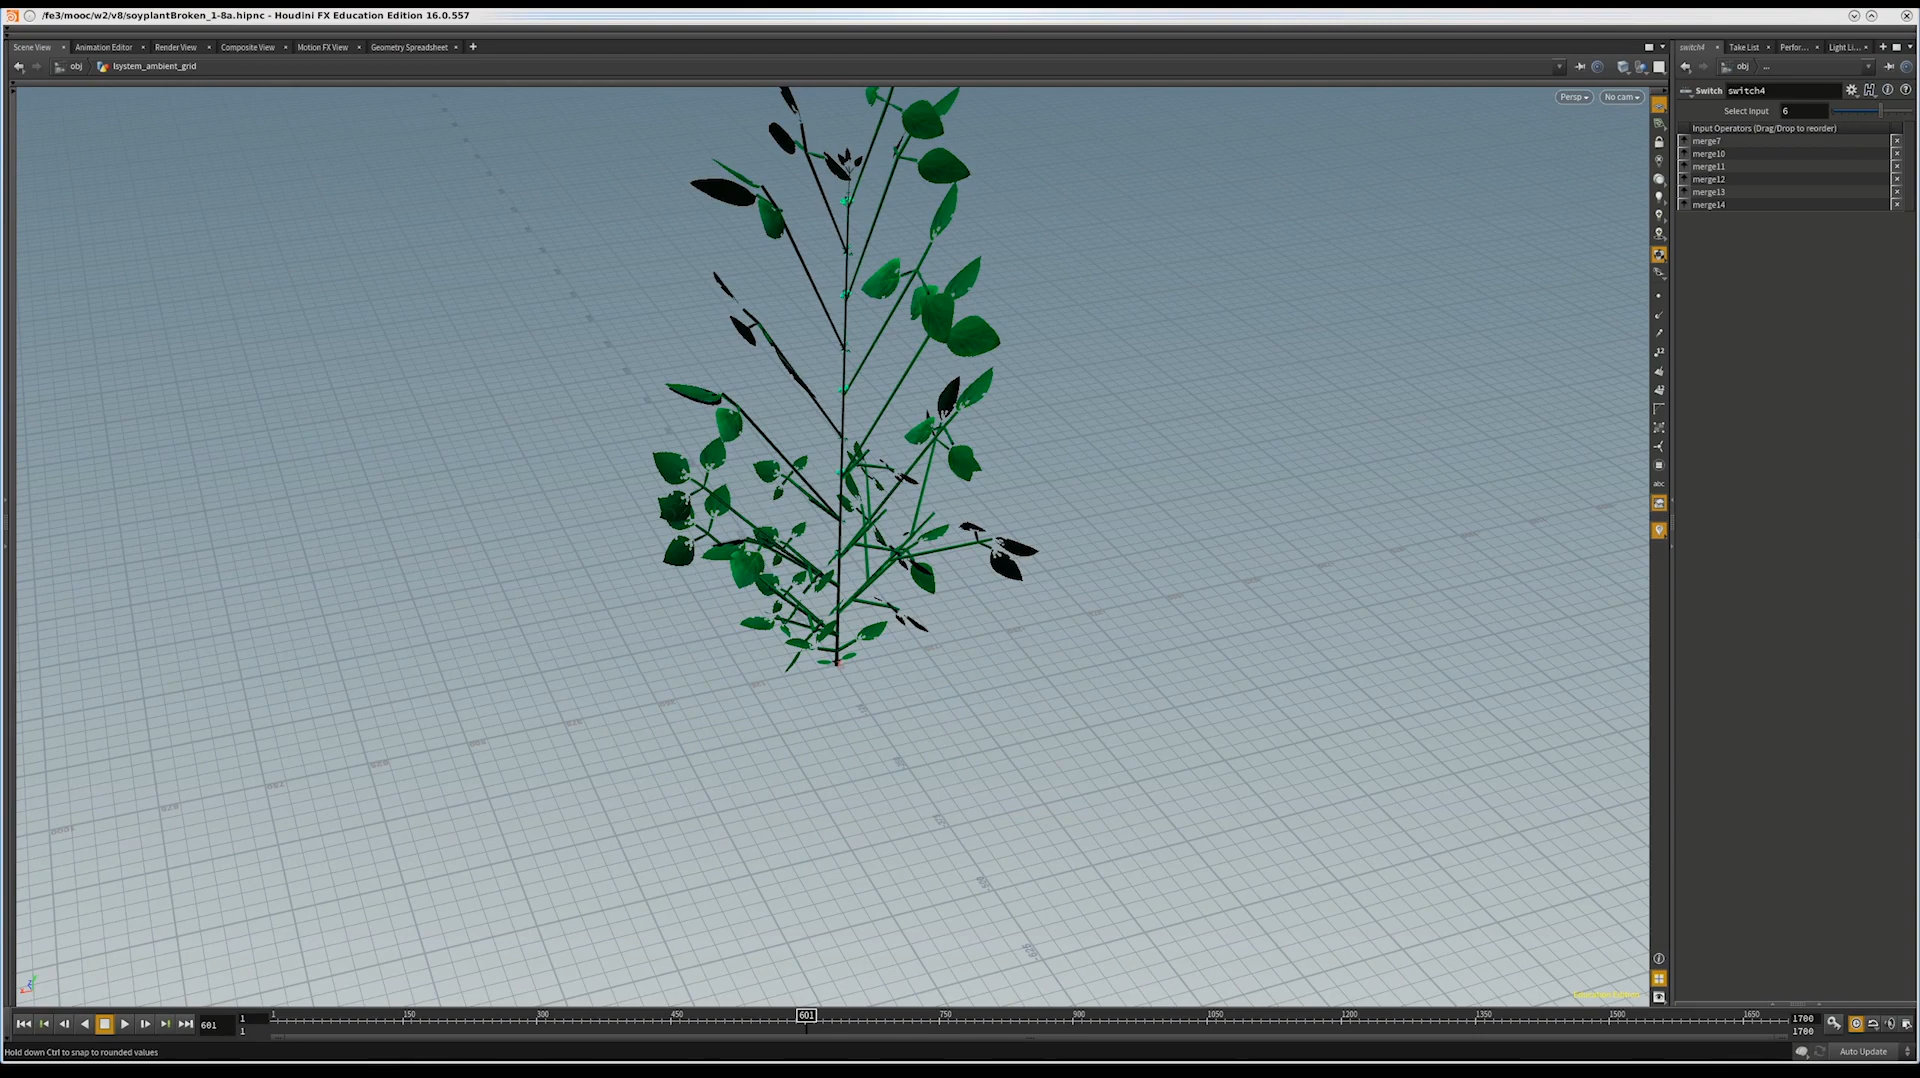 /fe3/mooc/w2/v8/soyplantBroken_1-8a.hipnc - Houdini FX Education Edition 16.0.557
Scene View × Animation Editor × Render View × Composite View × Motion FX View × Geometry Spreadsheet ×
switch4 × Take List × Perfor... × Light Li... ×
obj lsystem_ambient_grid
obj ...
Persp No cam
Switch switch4
Select Input 6
Input Operators (Drag/Drop to reorder)
merge7
merge10
merge11
merge12
merge13
merge14
abc
Education Edition
601
1
1
1 150 300 450 601 750 900 1050 1200 1350 1500 1650
1700
1700
Hold down Ctrl to snap to rounded values
Auto Update